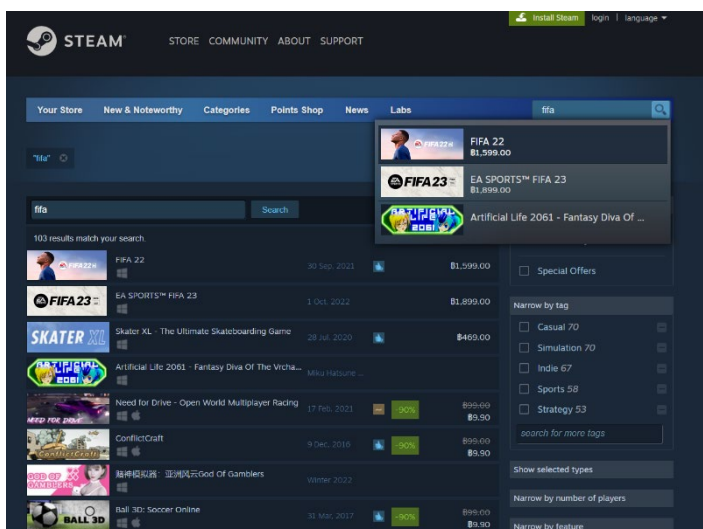 Install Steam login | language
STEAM
STORE COMMUNITY ABOUT SUPPORT
Your Store New & Noteworthy Categories Points Shop News Labs
fifa
"fifa"
FIFA 22
฿1,599.00
EA SPORTS™ FIFA 23
฿1,899.00
Artificial Life 2061 - Fantasy Diva Of ...
fifa Search
103 results match your search.
FIFA 22 30 Sep, 2021 ฿1,599.00
EA SPORTS™ FIFA 23 1 Oct, 2022 ฿1,899.00
SKATER XL
Skater XL - The Ultimate Skateboarding Game 28 Jul, 2020 ฿469.00
Artificial Life 2061 - Fantasy Diva Of The Vrcha... Miku Hatsune ...
Need for Drive - Open World Multiplayer Racing 17 Feb, 2021 -90% ฿99.00
฿9.90
ConflictCraft 9 Dec, 2018 -90% ฿99.00
฿9.90
赌神模拟器：亚洲风云God Of Gamblers Winter 2022
Ball 3D: Soccer Online 31 Mar, 2017 -90% ฿99.00
฿9.90
BALL 3D
Special Offers
Narrow by tag
Casual 70
Simulation 70
Indie 67
Sports 58
Strategy 53
search for more tags
Show selected types
Narrow by number of players
Narrow by feature